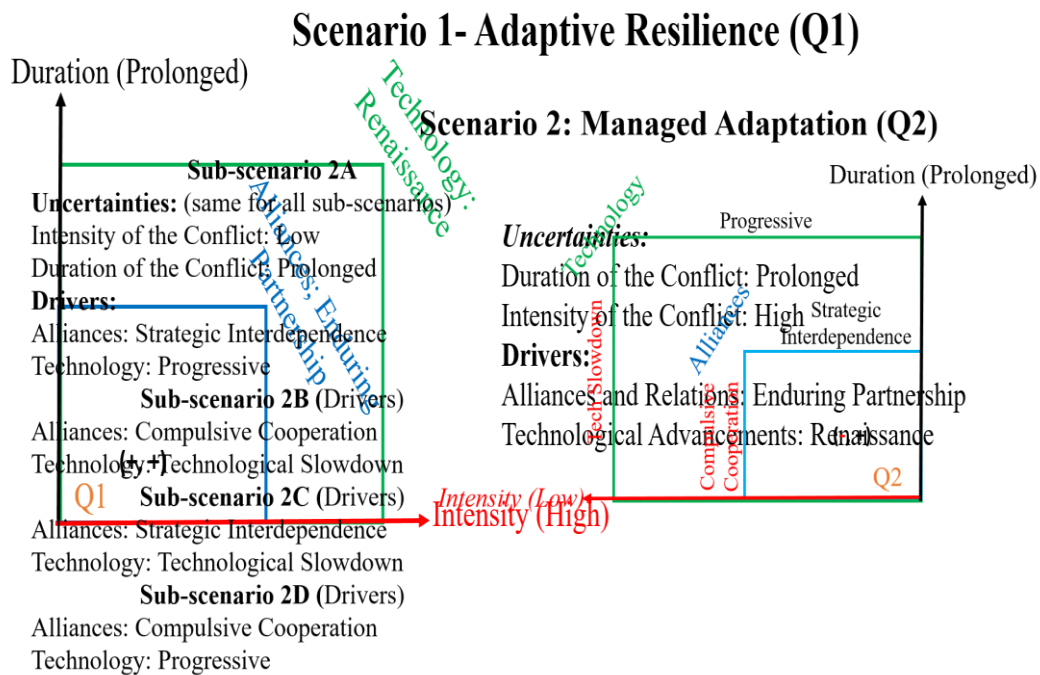 Scenario 1- Adaptive Resilience (Q1)
Duration (Prolonged)
Technology:
Renaissance
Alliances; Enduring
Partnership
(+, +)
Q1
Intensity (High)
Uncertainties:
Duration of the Conflict: Prolonged
Intensity of the Conflict: High
Drivers:
Alliances and Relations: Enduring Partnership
Technological Advancements: Renaissance
Scenario 2: Managed Adaptation (Q2)
Sub-scenario 2A
Uncertainties: (same for all sub-scenarios)
Intensity of the Conflict: Low
Duration of the Conflict: Prolonged
Drivers:
Alliances: Strategic Interdependence
Technology: Progressive
Sub-scenario 2B (Drivers)
Alliances: Compulsive Cooperation
Technology: Technological Slowdown
Sub-scenario 2C (Drivers)
Alliances: Strategic Interdependence
Technology: Technological Slowdown
Sub-scenario 2D (Drivers)
Alliances: Compulsive Cooperation
Technology: Progressive
Duration (Prolonged)
Technology
Progressive
Tech Slowdown
Alliances
Strategic
Interdependence
Compulsive
Cooperation
(- +)
Q2
Intensity (Low)